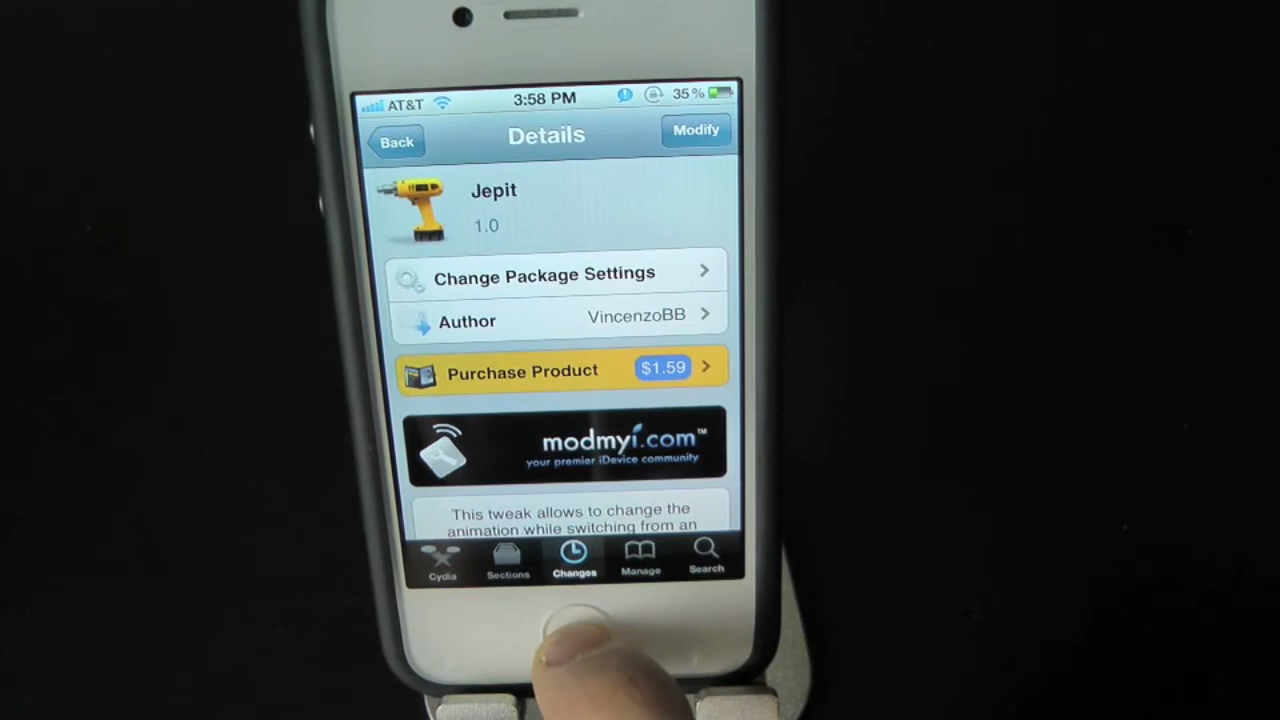 AT&T 3:58 PM 35%
Back Details Modify
Jepit
1.0
Change Package Settings
Author VincenzoBB
Purchase Product $1.59
modmyi.com™
your premier iDevice community
This tweak allows to change the
animation while switching from an
Cydia Sections Changes Manage Search